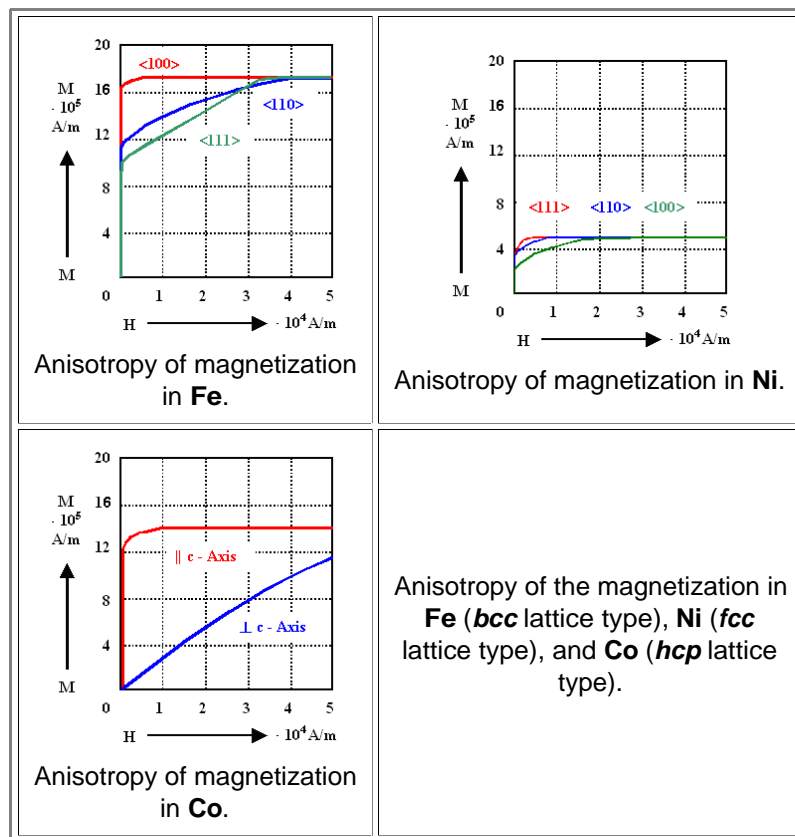 20
16
12
8
4
M
· 10⁵
A/m
M
<100>
<110>
<111>
0 1 2 3 4 5
H · 10⁴ A/m
Anisotropy of magnetization
in Fe.
20
16
12
8
4
M
· 10⁵
A/m
M
<111> <110> <100>
0 1 2 3 4 5
H · 10⁴ A/m
Anisotropy of magnetization in Ni.
20
16
12
8
4
M
· 10⁵
A/m
M
|| c - Axis
⊥ c - Axis
0 1 2 3 4 5
H · 10⁴ A/m
Anisotropy of magnetization
in Co.
Anisotropy of the magnetization in
Fe (bcc lattice type), Ni (fcc
lattice type), and Co (hcp lattice
type).